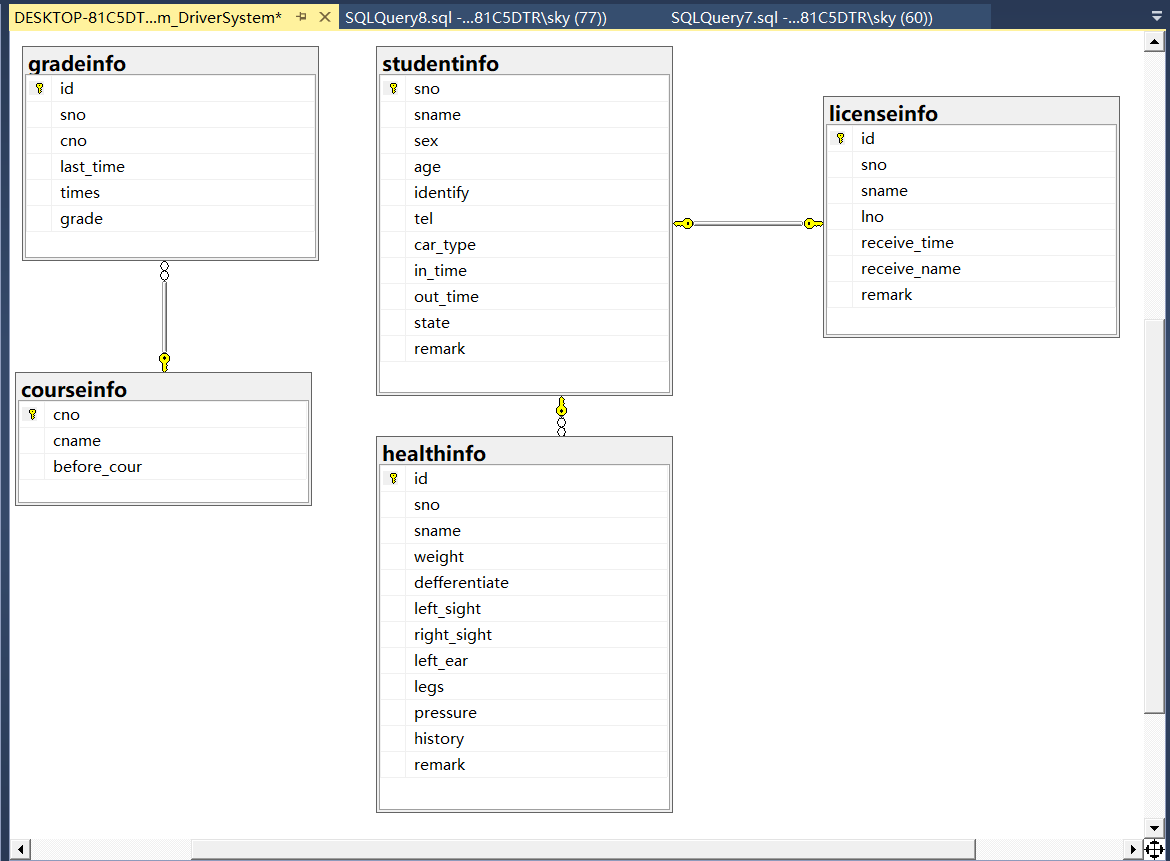 DESKTOP-81C5DT...m_DriverSystem*
SQLQuery8.sql -...81C5DTR\sky (77))
SQLQuery7.sql -...81C5DTR\sky (60))
gradeinfo
id
sno
cno
last_time
times
grade
courseinfo
cno
cname
before_cour
studentinfo
sno
sname
sex
age
identify
tel
car_type
in_time
out_time
state
remark
healthinfo
id
sno
sname
weight
defferentiate
left_sight
right_sight
left_ear
legs
pressure
history
remark
licenseinfo
id
sno
sname
lno
receive_time
receive_name
remark